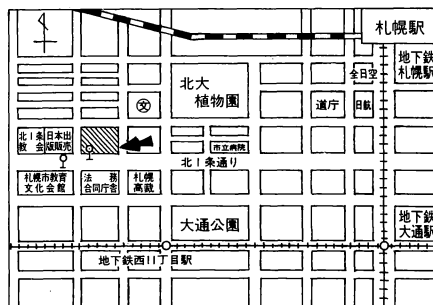 札幌駅
地下鉄
札幌駅
全日空
北大
植物園
文
道庁
日航
北1条
教会
日本出
版販売
市立病院
北1条通り
札幌市教育
文化会館
法務
合同庁舎
札幌
高裁
大通公園
地下鉄
大通駅
地下鉄西11丁目駅